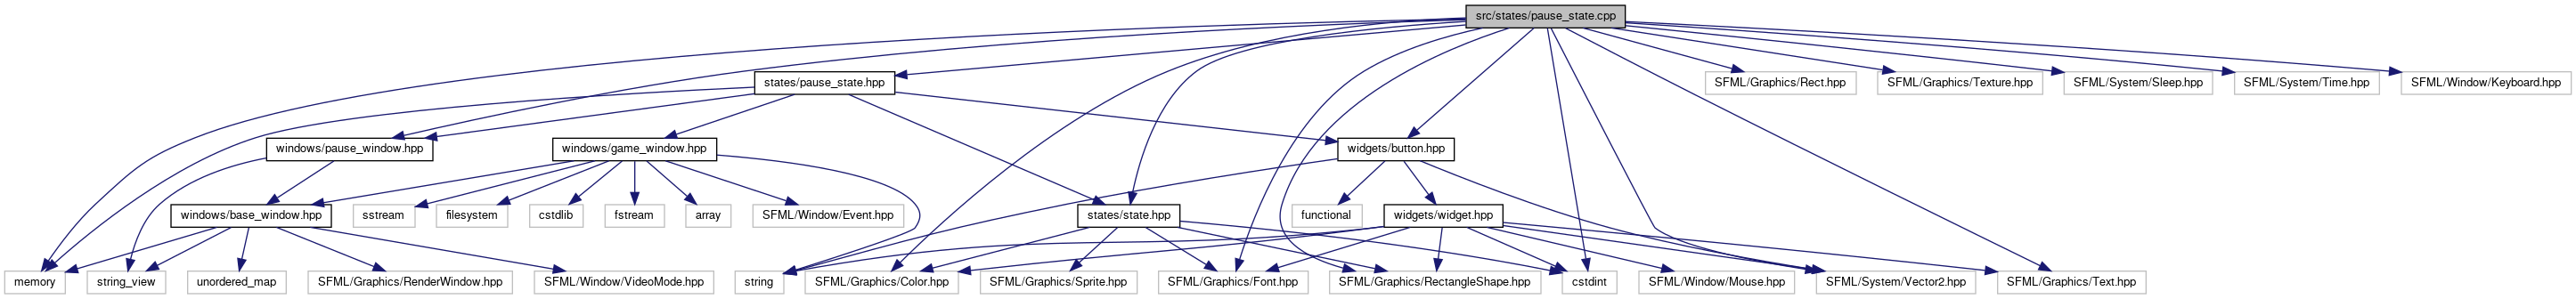 src/states/pause_state.cpp
states/pause_state.hpp
SFML/Graphics/Rect.hpp
SFML/Graphics/Texture.hpp
SFML/System/Sleep.hpp
SFML/System/Time.hpp
SFML/Window/Keyboard.hpp
windows/pause_window.hpp
windows/game_window.hpp
widgets/button.hpp
windows/base_window.hpp
sstream
filesystem
cstdlib
fstream
array
SFML/Window/Event.hpp
states/state.hpp
functional
widgets/widget.hpp
memory
string_view
unordered_map
SFML/Graphics/RenderWindow.hpp
SFML/Window/VideoMode.hpp
string
SFML/Graphics/Color.hpp
SFML/Graphics/Sprite.hpp
SFML/Graphics/Font.hpp
SFML/Graphics/RectangleShape.hpp
cstdint
SFML/Window/Mouse.hpp
SFML/System/Vector2.hpp
SFML/Graphics/Text.hpp